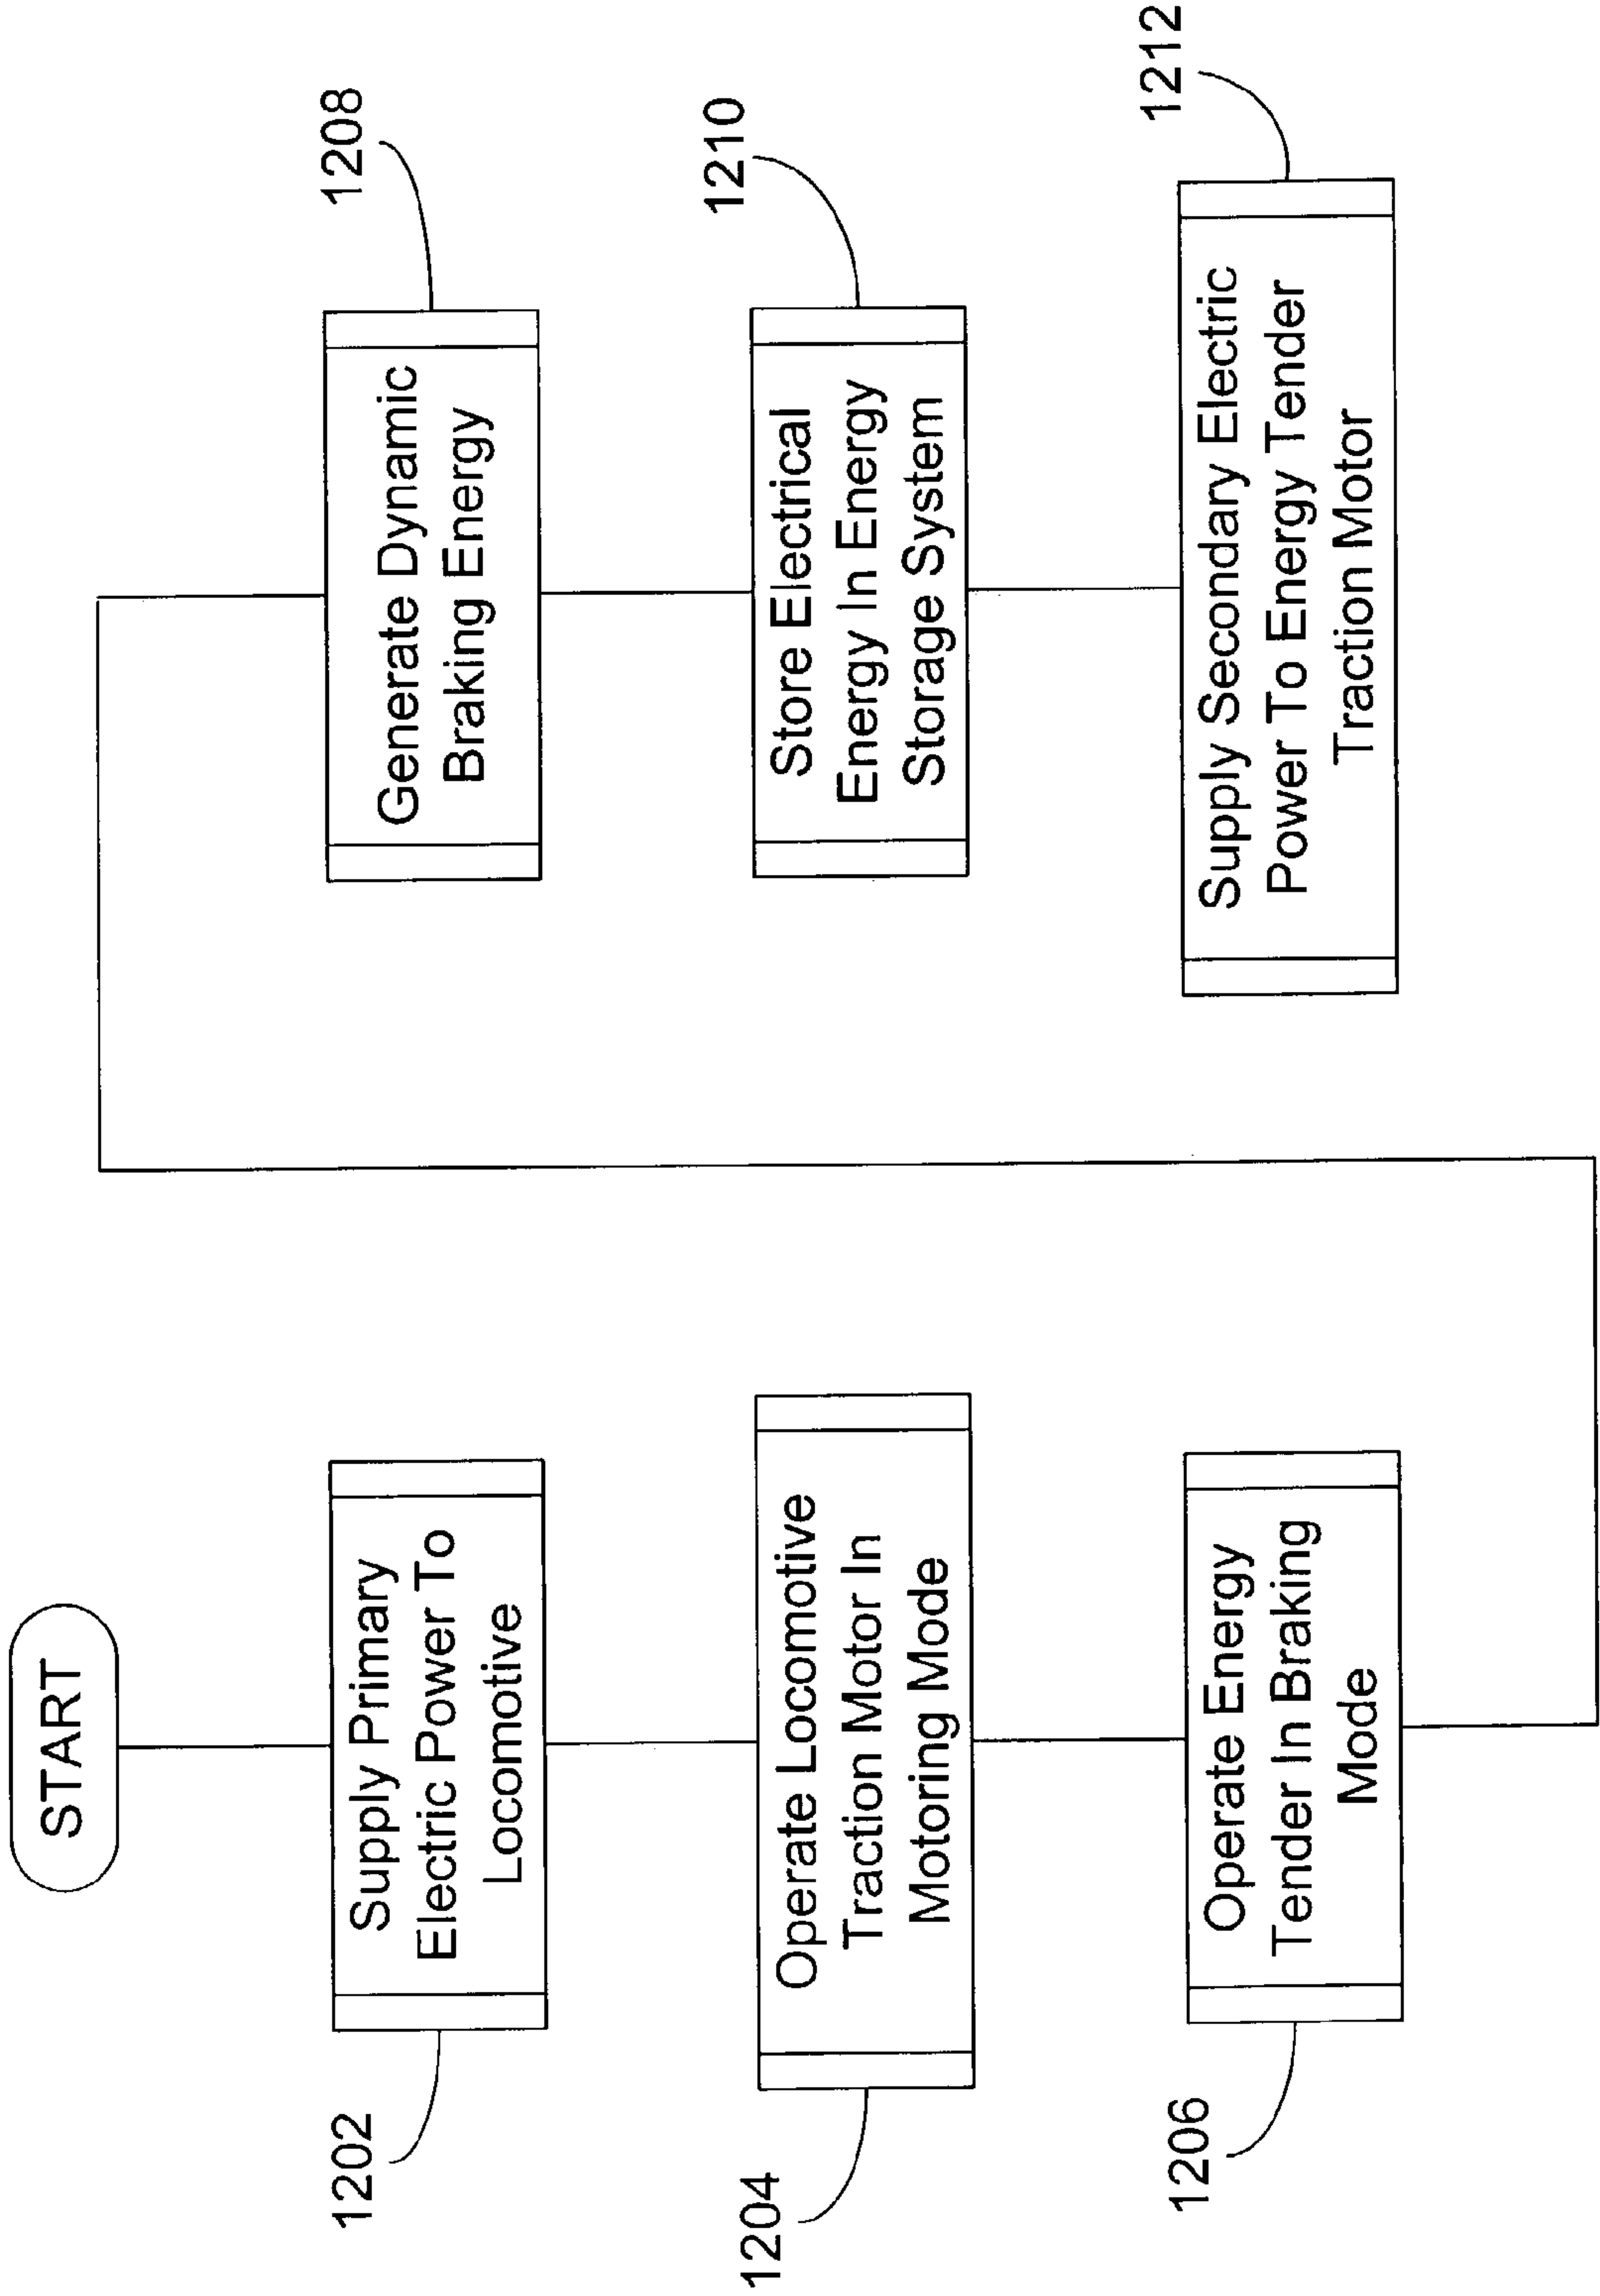 START
1202
Supply Primary
Electric Power To
Locomotive
1204
Operate Locomotive
Traction Motor In
Motoring Mode
1206
Operate Energy
Tender In Braking
Mode
1208
Generate Dynamic
Braking Energy
1210
Store Electrical
Energy In Energy
Storage System
1212
Supply Secondary Electric
Power To Energy Tender
Traction Motor